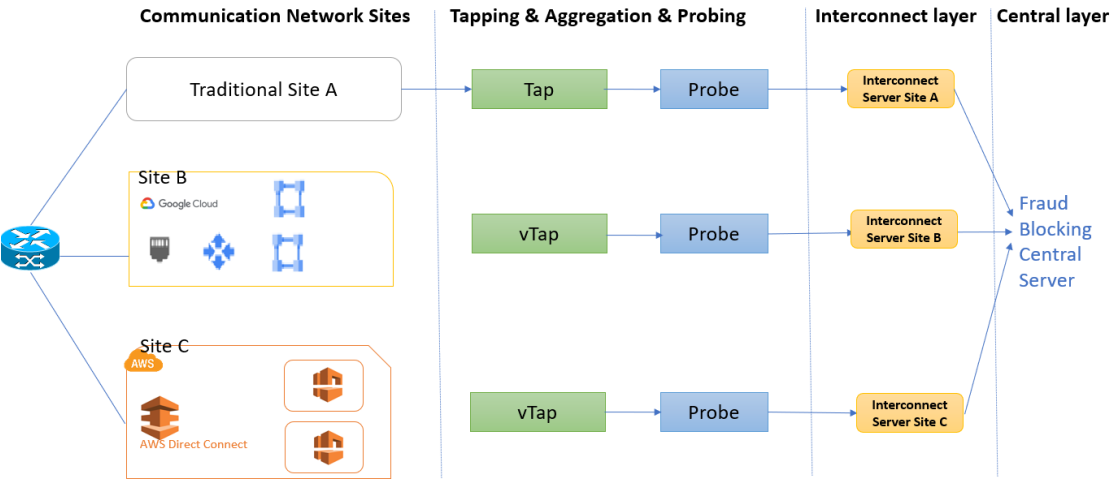 Communication Network Sites
Tapping & Aggregation & Probing
Interconnect layer
Central layer
Traditional Site A
Tap
Probe
Interconnect
Server Site A
Site B
Google Cloud
vTap
Probe
Interconnect
Server Site B
Fraud
Blocking
Central
Server
Site C
AWS
AWS Direct Connect
vTap
Probe
Interconnect
Server Site C